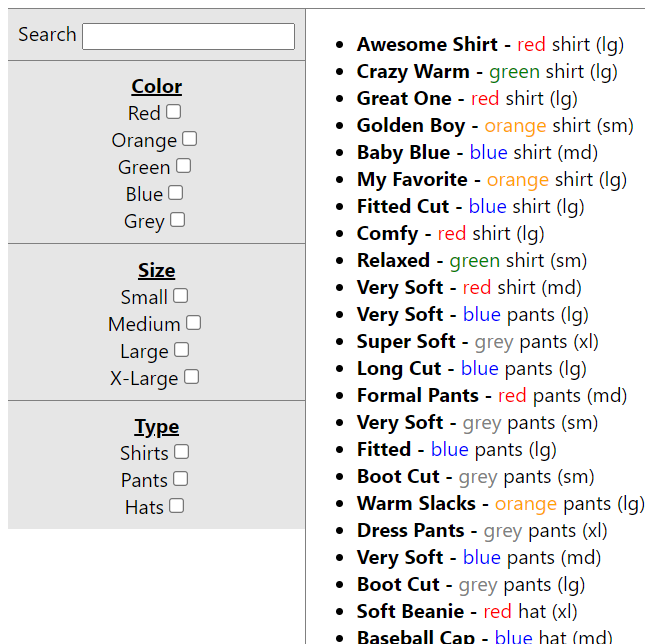 Search
Color
Red
Orange
Green
Blue
Grey
Size
Small
Medium
Large
X-Large
Type
Shirts
Pants
Hats
Awesome Shirt - red shirt (lg)
Crazy Warm - green shirt (lg)
Great One - red shirt (lg)
Golden Boy - orange shirt (sm)
Baby Blue - blue shirt (md)
My Favorite - orange shirt (lg)
Fitted Cut - blue shirt (lg)
Comfy - red shirt (lg)
Relaxed - green shirt (sm)
Very Soft - red shirt (md)
Very Soft - blue pants (lg)
Super Soft - grey pants (xl)
Long Cut - blue pants (lg)
Formal Pants - red pants (md)
Very Soft - grey pants (sm)
Fitted - blue pants (lg)
Boot Cut - grey pants (sm)
Warm Slacks - orange pants (lg)
Dress Pants - grey pants (xl)
Very Soft - blue pants (md)
Boot Cut - grey pants (lg)
Soft Beanie - red hat (xl)
Baseball Cap - blue hat (md)